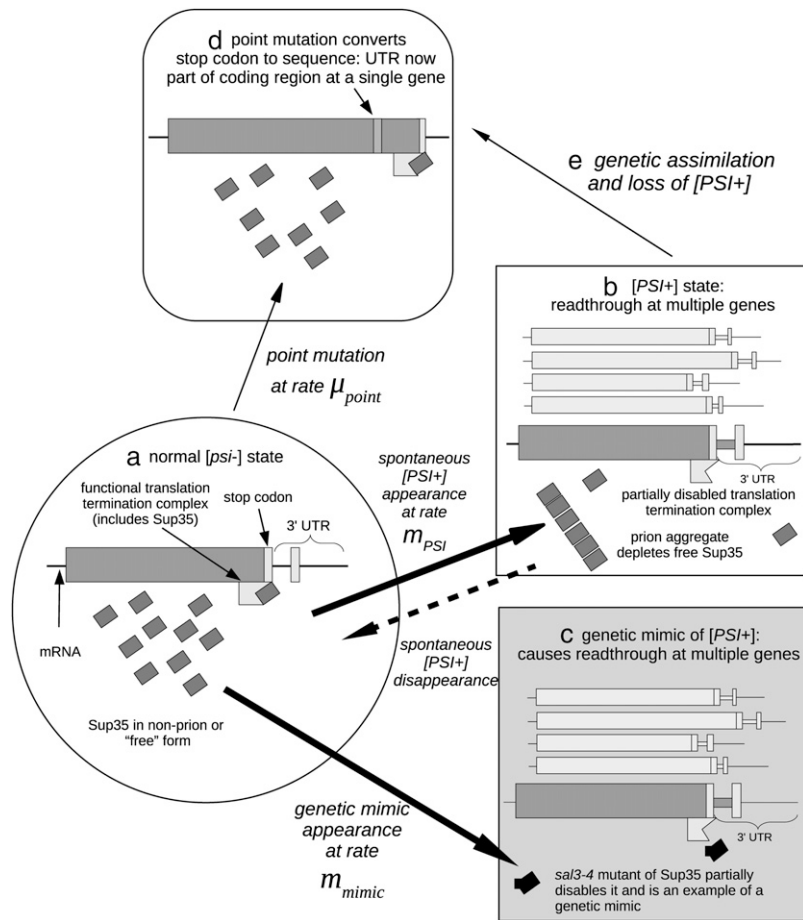 d point mutation converts
stop codon to sequence: UTR now
part of coding region at a single gene
e genetic assimilation
and loss of [PSI+]
b [PSI+] state:
readthrough at multiple genes
3' UTR
partially disabled translation
termination complex
prion aggregate
depletes free Sup35
point mutation
at rate μpoint
a normal [psi-] state
functional translation
termination complex
(includes Sup35)
stop codon
3' UTR
mRNA
Sup35 in non-prion or
"free" form
spontaneous
[PSI+]
appearance
at rate
mPSI
spontaneous
[PSI+]
disappearance
genetic mimic
appearance
at rate
mmimic
c genetic mimic of [PSI+]:
causes readthrough at multiple genes
3' UTR
sal3-4 mutant of Sup35 partially
disables it and is an example of a
genetic mimic